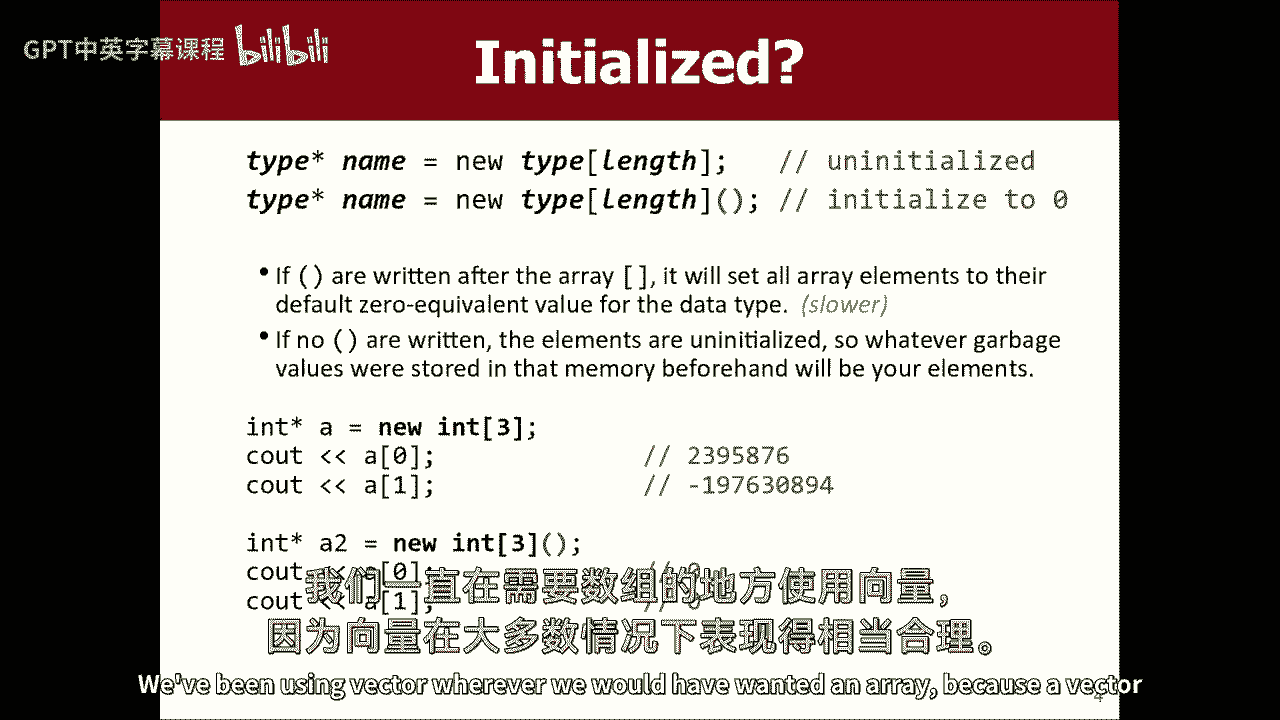 GPT中英字幕课程 bilibili
Initialized?
type* name = new type[length];   // uninitialized
type* name = new type[length](); // initialize to 0
• If () are written after the array [], it will set all array elements to their
default zero-equivalent value for the data type. (slower)
• If no () are written, the elements are uninitialized, so whatever garbage
values were stored in that memory beforehand will be your elements.
int* a = new int[3];
cout << a[0];              // 2395876
cout << a[1];              // -197630894
int* a2 = new int[3]();
cout << a[0];              // 0
cout << a[1];              // 0
我们一直在需要数组的地方使用向量，
因为向量在大多数情况下表现得相当合理。
We've been using vector wherever we would have wanted an array, because a vector
4